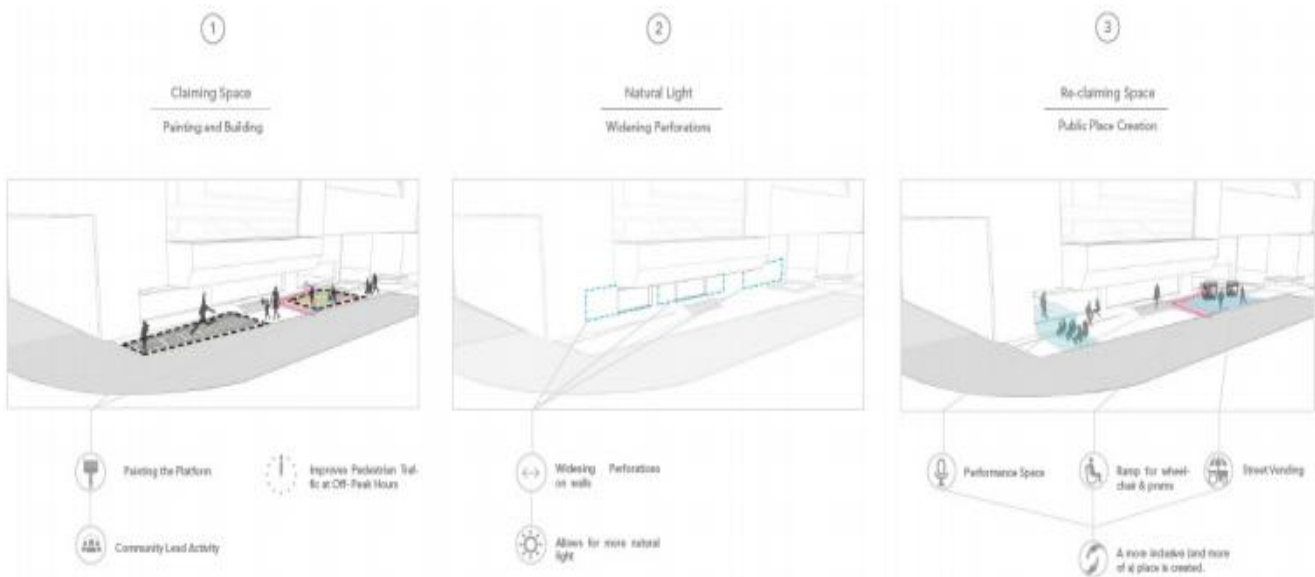 1
Claiming Space
Painting and Building
Painting the Platform
Improves Pedestrian Traf-
fic at Off- Peak Hours
Community Lead Activity
2
Natural Light
Widening Perforations
Widening Perforations
on walls
Allows for more natural
light
3
Re-claiming Space
Public Place Creation
Performance Space
Ramp for wheel-
chair & prams
Street Vending
A more inclusive (and more
of a) place is created.